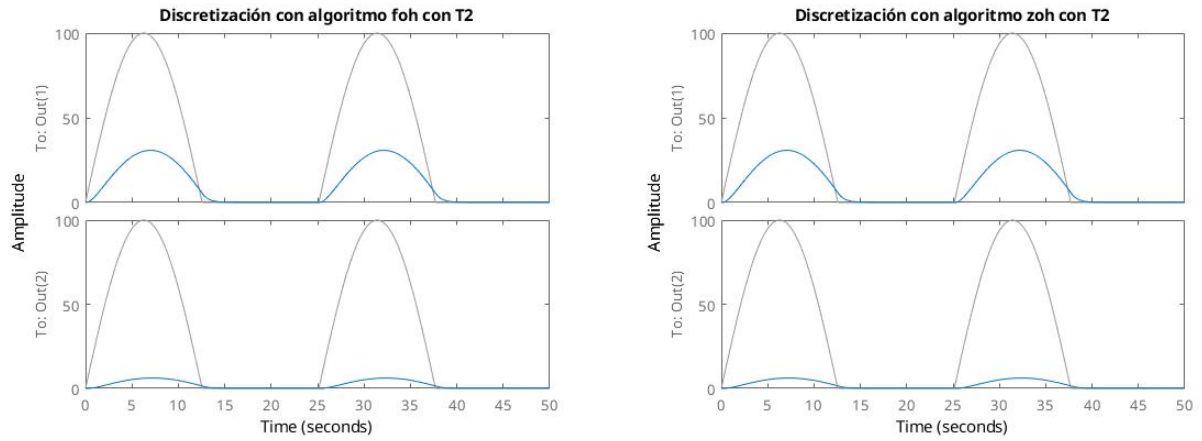 Discretización con algoritmo foh con T2
100
50
0
To: Out(1)
Amplitude
100
50
0
To: Out(2)
0 5 10 15 20 25 30 35 40 45 50
Time (seconds)
Discretización con algoritmo zoh con T2
100
50
0
To: Out(1)
Amplitude
100
50
0
To: Out(2)
0 5 10 15 20 25 30 35 40 45 50
Time (seconds)